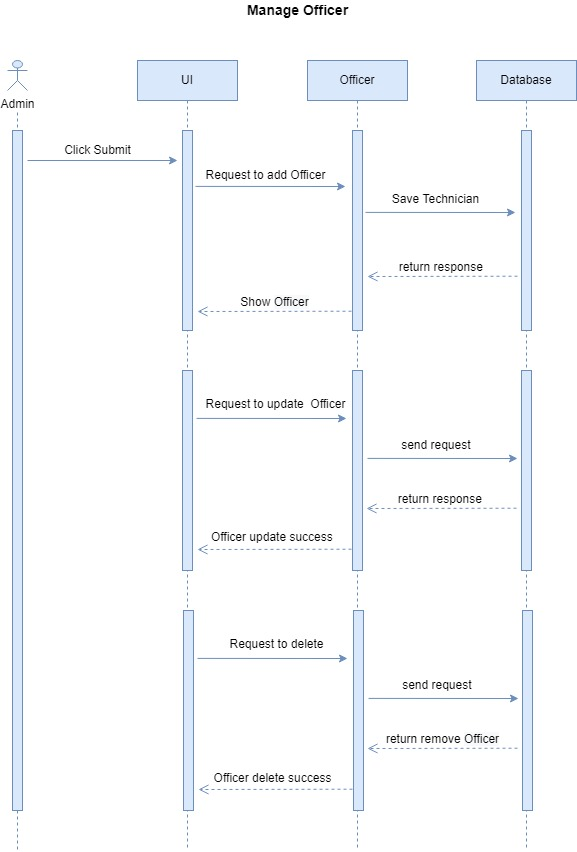 Manage Officer
UI
Officer
Database
Admin
Click Submit
Request to add Officer
Save Technician
return response
Show Officer
Request to update  Officer
send request
return response
Officer update success
Request to delete
send request
return remove Officer
Officer delete success